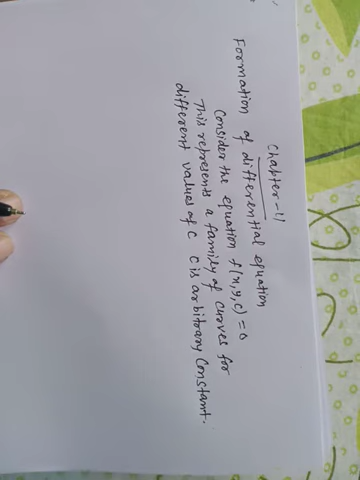 Chapter-11
Formation of differential equation
Consider the equation f(x,y,c) = 0
This represents a family of curves for
different values of c c is arbitrary constant.